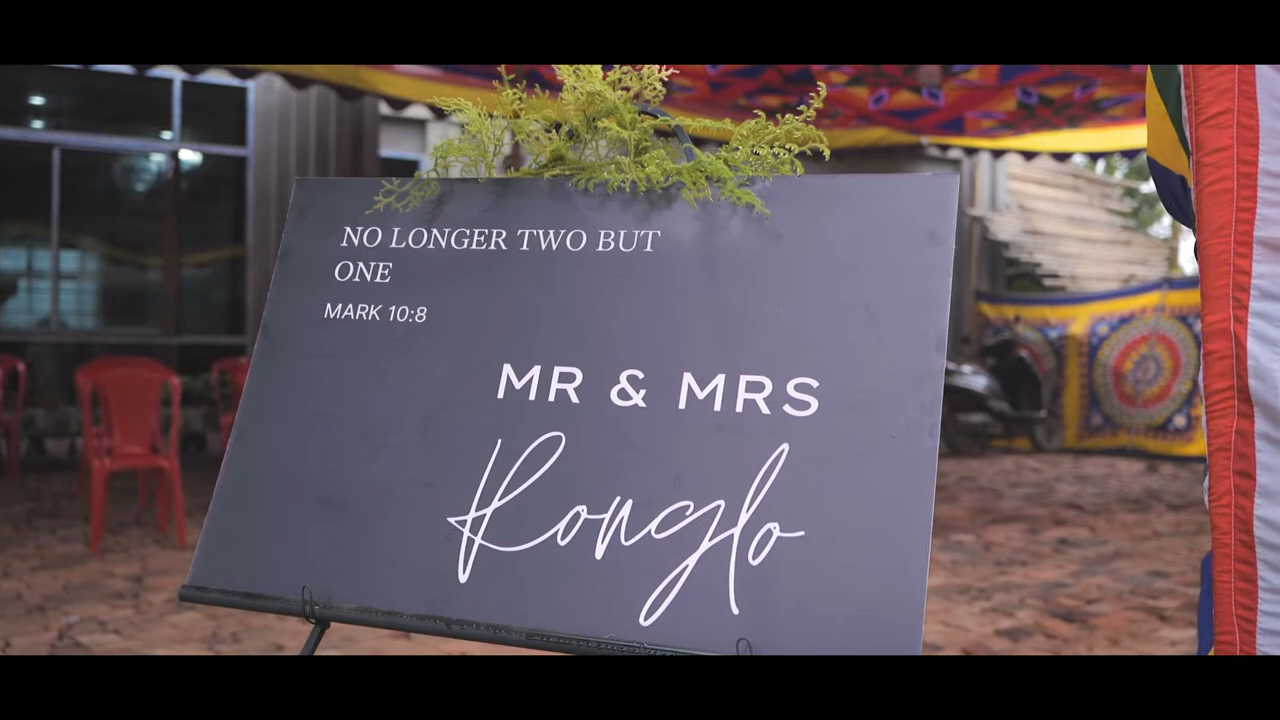 NO LONGER TWO BUT
ONE
MARK 10:8
MR & MRS
Ronglo